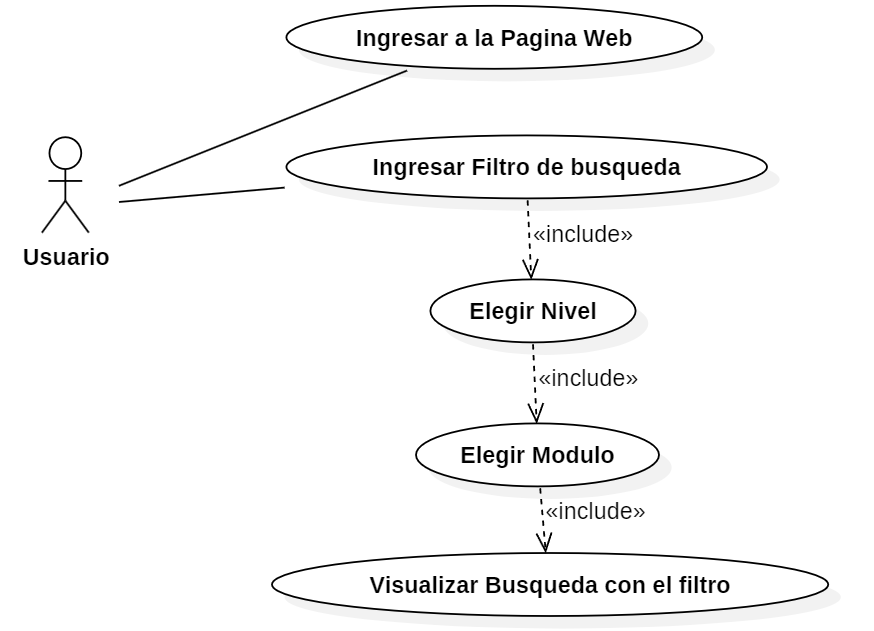 Ingresar a la Pagina Web
Ingresar Filtro de busqueda
«include»
Usuario
Elegir Nivel
«include»
Elegir Modulo
«include»
Visualizar Busqueda con el filtro